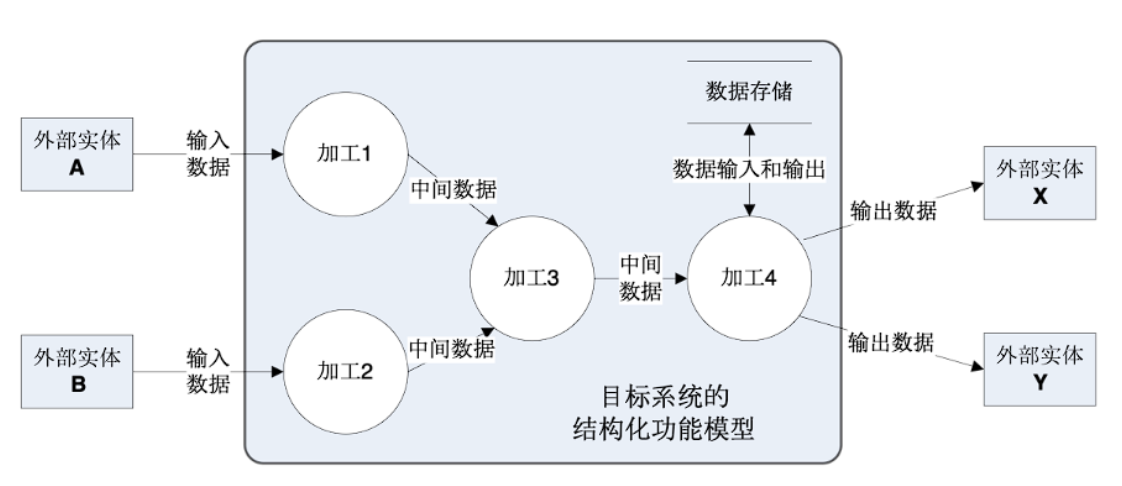 外部实体
A
输入
数据
加工1
中间数据
数据存储
数据输入和输出
外部实体
X
输出数据
加工3
中间
数据
加工4
外部实体
B
输入
数据
加工2
中间数据
输出数据
外部实体
Y
目标系统的
结构化功能模型